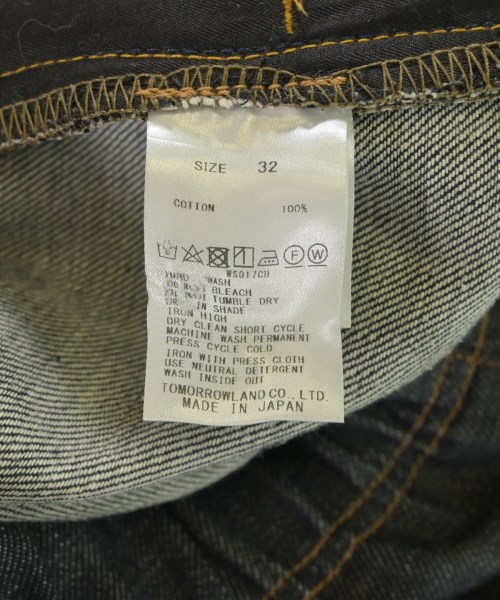 SIZE 32
COTTON 100%
F W
WS017CH
HAND WASH
DO NOT BLEACH
DO NOT TUMBLE DRY
DRY IN SHADE
IRON HIGH
DRY CLEAN SHORT CYCLE
MACHINE WASH PERMANENT
PRESS CYCLE COLD
IRON WITH PRESS CLOTH
USE NEUTRAL DETERGENT
WASH INSIDE OUT
TOMORROWLAND CO., LTD.
MADE IN JAPAN